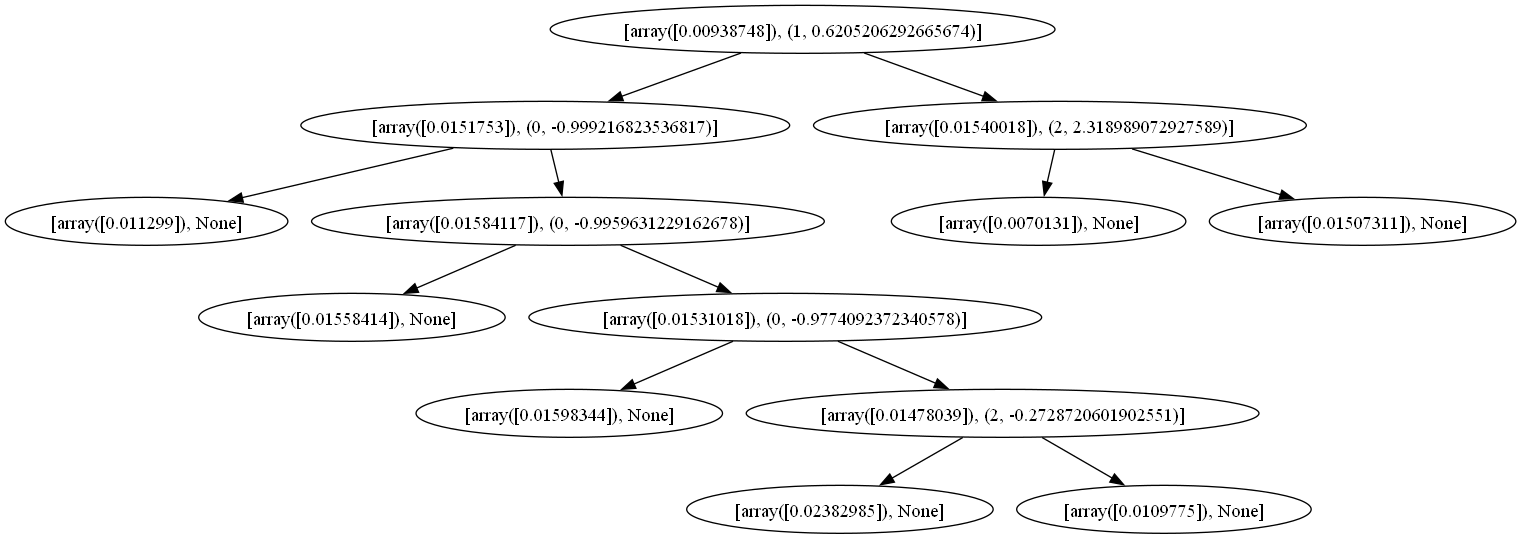 [array([0.00938748]), (1, 0.6205206292665674)]
[array([0.0151753]), (0, -0.999216823536817)]
[array([0.01540018]), (2, 2.318989072927589)]
[array([0.011299]), None]
[array([0.01584117]), (0, -0.9959631229162678)]
[array([0.0070131]), None]
[array([0.01507311]), None]
[array([0.01558414]), None]
[array([0.01531018]), (0, -0.9774092372340578)]
[array([0.01598344]), None]
[array([0.01478039]), (2, -0.2728720601902551)]
[array([0.02382985]), None]
[array([0.0109775]), None]